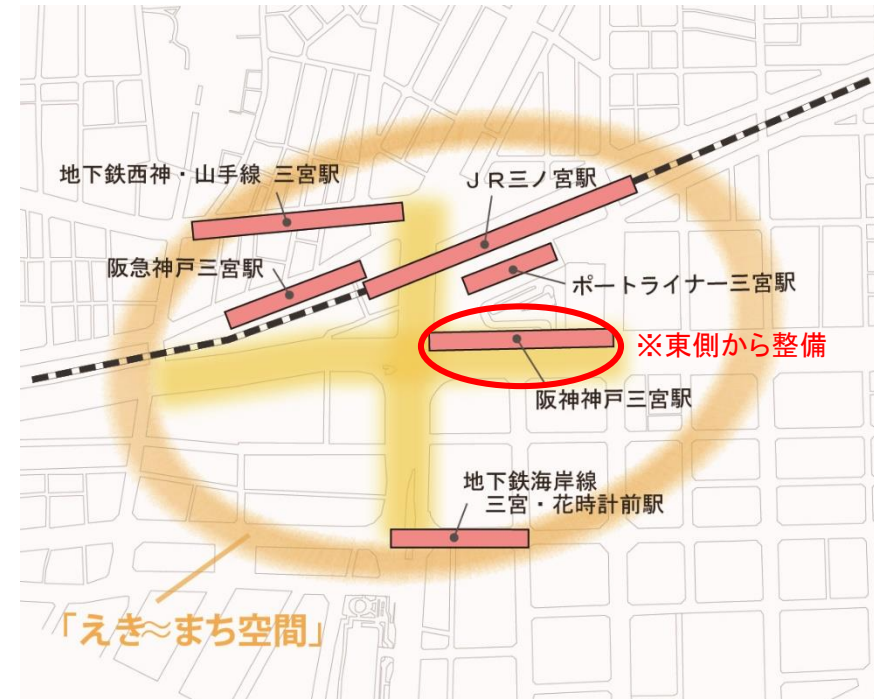 地下鉄西神・山手線 三宮駅
JR三ノ宮駅
阪急神戸三宮駅
ポートライナー三宮駅
※東側から整備
阪神神戸三宮駅
地下鉄海岸線
三宮・花時計前駅
「えき～まち空間」